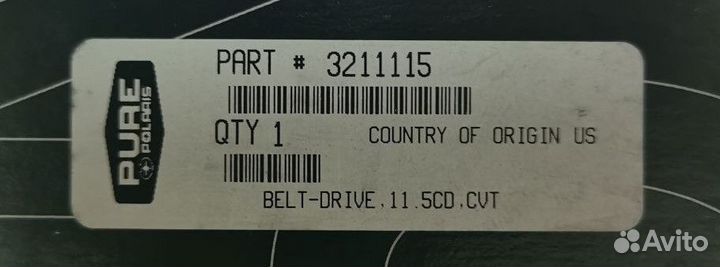 PURE
POLARIS
PART # 3211115
QTY 1 COUNTRY OF ORIGIN US
BELT-DRIVE,11.5CD,CVT
Avito